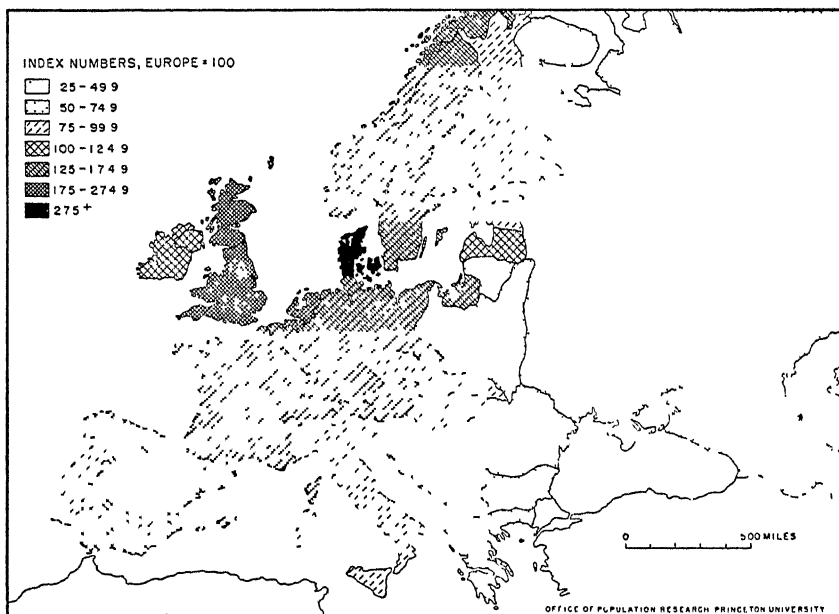 INDEX NUMBERS, EUROPE = 100
25-49 9
50-74 9
75-99 9
100-124 9
125-174 9
175-274 9
275+
0 500 MILES
OFFICE OF POPULATION RESEARCH PRINCETON UNIVERSITY